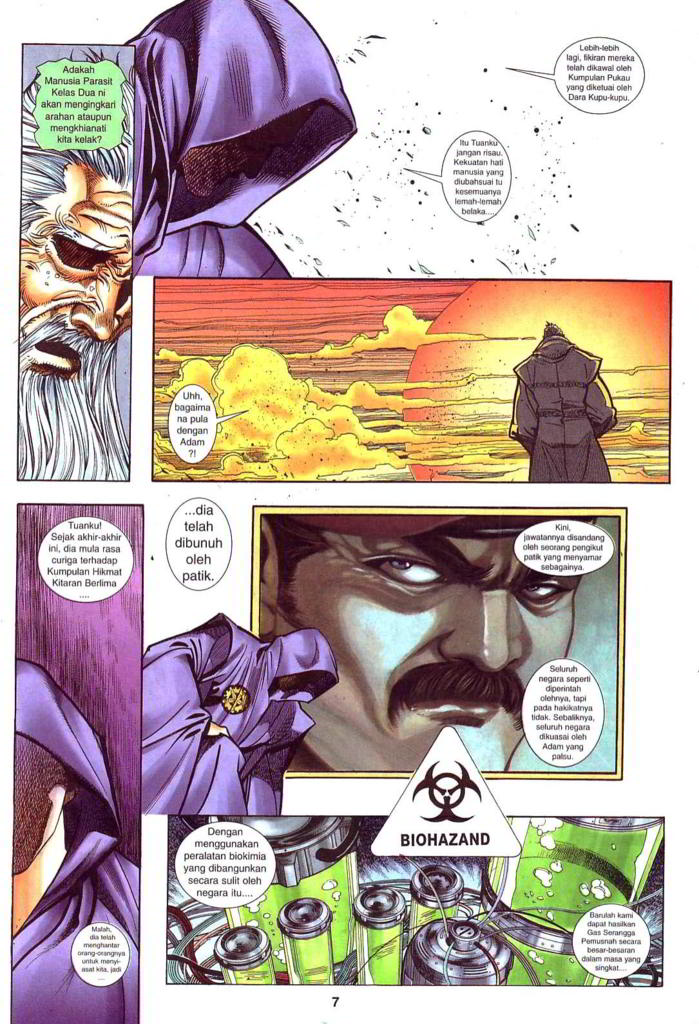 Adakah
Manusia Parasit
Kelas Dua ni
akan mengingkari
arahan ataupun
mengkhianati
kita kelak?
Lebih-lebih
lagi, fikiran mereka
telah dikawal oleh
Kumpulan Pukau
yang diketuai oleh
Dara Kupu-kupu.
Itu Tuanku
jangan risau.
Kekuatan hati
manusia yang
diubahsuai tu
kesemuanya
lemah-lemah
belaka....
Uhh,
bagaima
na pula
dengan
Adam
?!
Tuanku!
Sejak akhir-akhir
ini, dia mula rasa
curiga terhadap
Kumpulan Hikmat
Kitaran Berlima
....
Malah,
dia telah
menghantar
orang-orangnya
untuk menyi-
asat kita, jadi
....
...dia
telah
dibunuh
oleh
patik.
Kini,
jawatannya disandang
oleh seorang pengikut
patik yang menyamar
sebagainya.
Seluruh
negara seperti
diperintah
olehnya, tapi
pada hakikatnya
tidak. Sebaliknya,
seluruh negara
dikuasai oleh
Adam yang
palsu.
BIOHAZAND
Dengan
menggunakan
peralatan biokimia
yang dibangunkan
secara sulit oleh
negara itu....
Barulah kami
dapat hasilkan
Gas Serangga
Pemusnah secara
besar-besaran
dalam masa yang
singkat....
7